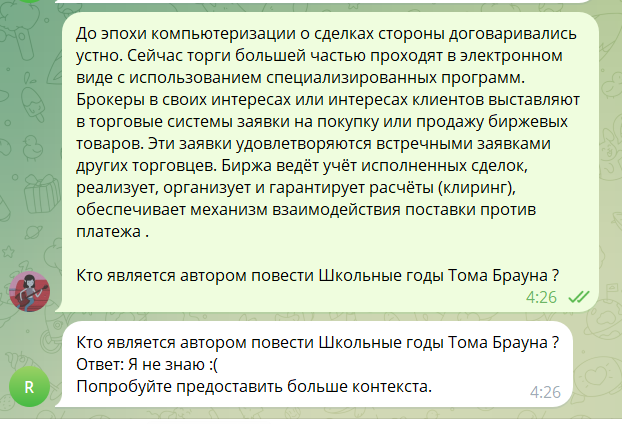 До эпохи компьютеризации о сделках стороны договаривались
устно. Сейчас торги большей частью проходят в электронном
виде с использованием специализированных программ.
Брокеры в своих интересах или интересах клиентов выставляют
в торговые системы заявки на покупку или продажу биржевых
товаров. Эти заявки удовлетворяются встречными заявками
других торговцев. Биржа ведёт учёт исполненных сделок,
реализует, организует и гарантирует расчёты (клиринг),
обеспечивает механизм взаимодействия поставки против
платежа .
Кто является автором повести Школьные годы Тома Брауна ?
4:26
Кто является автором повести Школьные годы Тома Брауна ?
Ответ: Я не знаю :(
Попробуйте предоставить больше контекста.
4:26
R